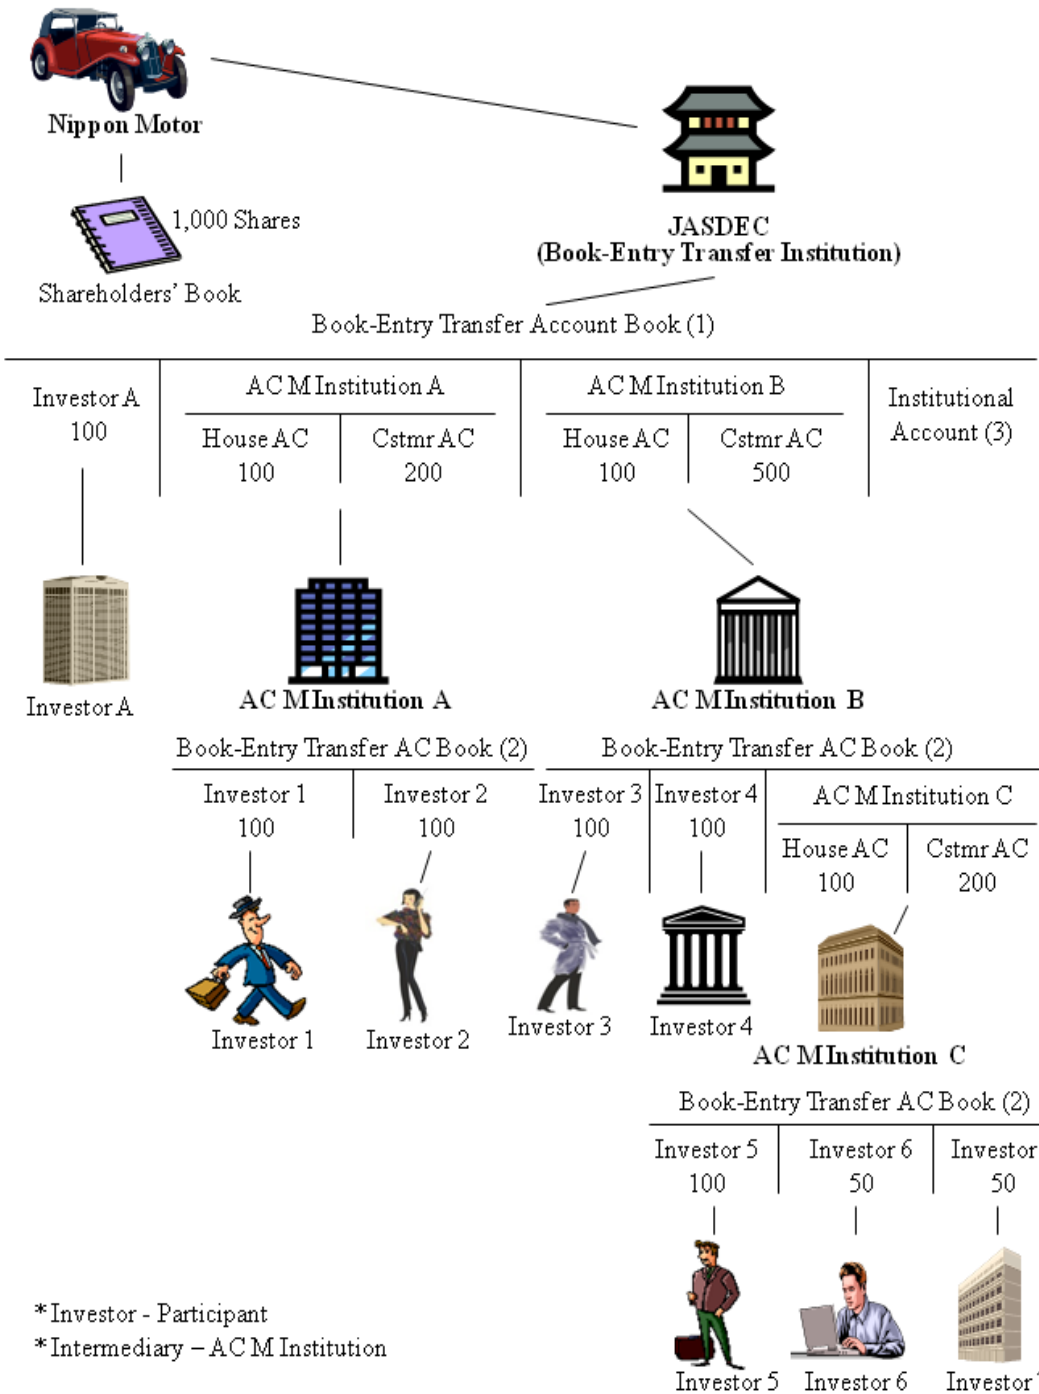 Nippon Motor
1,000 Shares
Shareholders' Book
JASDEC
(Book-Entry Transfer Institution)
Book-Entry Transfer Account Book (1)
Investor A
100
AC M Institution A
House AC
100
Cstmr AC
200
AC M Institution B
House AC
100
Cstmr AC
500
Institutional
Account (3)
Investor A
AC M Institution A
AC M Institution B
Book-Entry Transfer AC Book (2)
Investor 1
100
Investor 2
100
Book-Entry Transfer AC Book (2)
Investor 3
100
Investor 4
100
AC M Institution C
House AC
100
Cstmr AC
200
Investor 1
Investor 2
Investor 3
Investor 4
AC M Institution C
Book-Entry Transfer AC Book (2)
Investor 5
100
Investor 6
50
Investor
50
Investor 5
Investor 6
Investor
* Investor - Participant
* Intermediary – AC M Institution